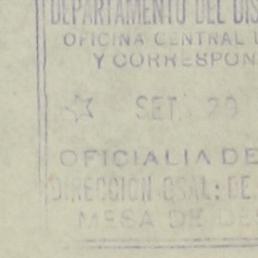 DEPARTAMENTO DEL DIS
OFICINA CENTRAL
Y CORRESPON
SET. 29
OFICIALIA DE
DIRECCION GRAL: DE
MESA DE